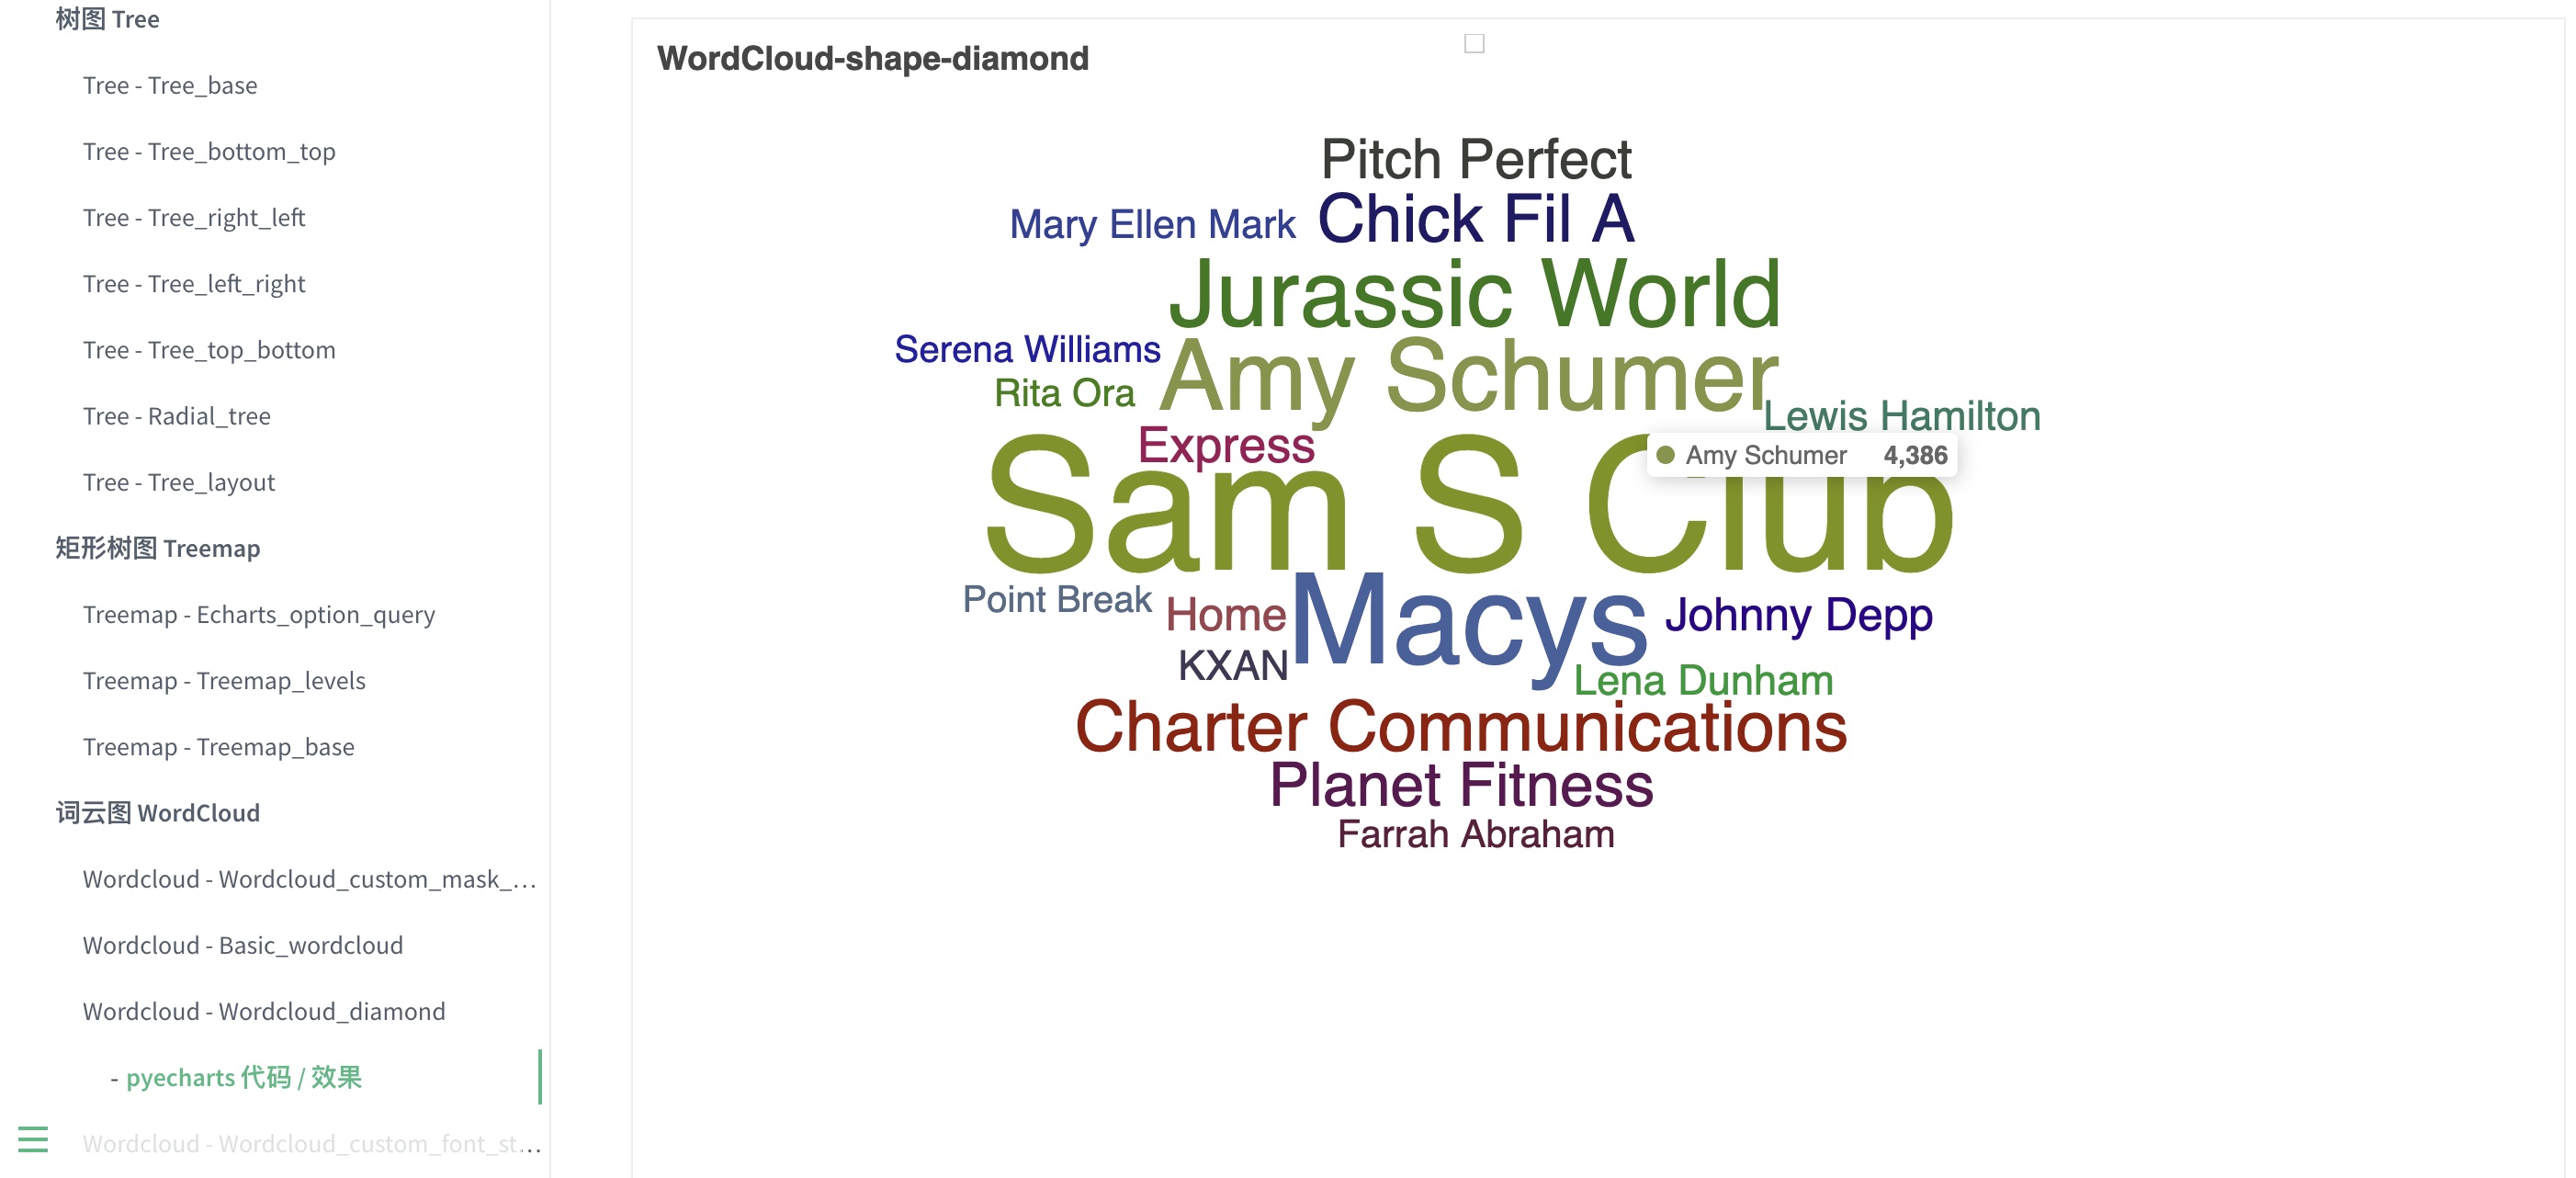 树图 Tree
Tree - Tree_base
Tree - Tree_bottom_top
Tree - Tree_right_left
Tree - Tree_left_right
Tree - Tree_top_bottom
Tree - Radial_tree
Tree - Tree_layout
矩形树图 Treemap
Treemap - Echarts_option_query
Treemap - Treemap_levels
Treemap - Treemap_base
词云图 WordCloud
Wordcloud - Wordcloud_custom_mask_…
Wordcloud - Basic_wordcloud
Wordcloud - Wordcloud_diamond
- pyecharts 代码 / 效果
Wordcloud - Wordcloud_custom_font_st…
WordCloud-shape-diamond
Pitch Perfect
Mary Ellen Mark Chick Fil A
Jurassic World
Serena Williams
Amy Schumer
Rita Ora
Lewis Hamilton
Express
Amy Schumer 4,386
Sam S Club
Point Break
Home
Macys
Johnny Depp
KXAN
Lena Dunham
Charter Communications
Planet Fitness
Farrah Abraham